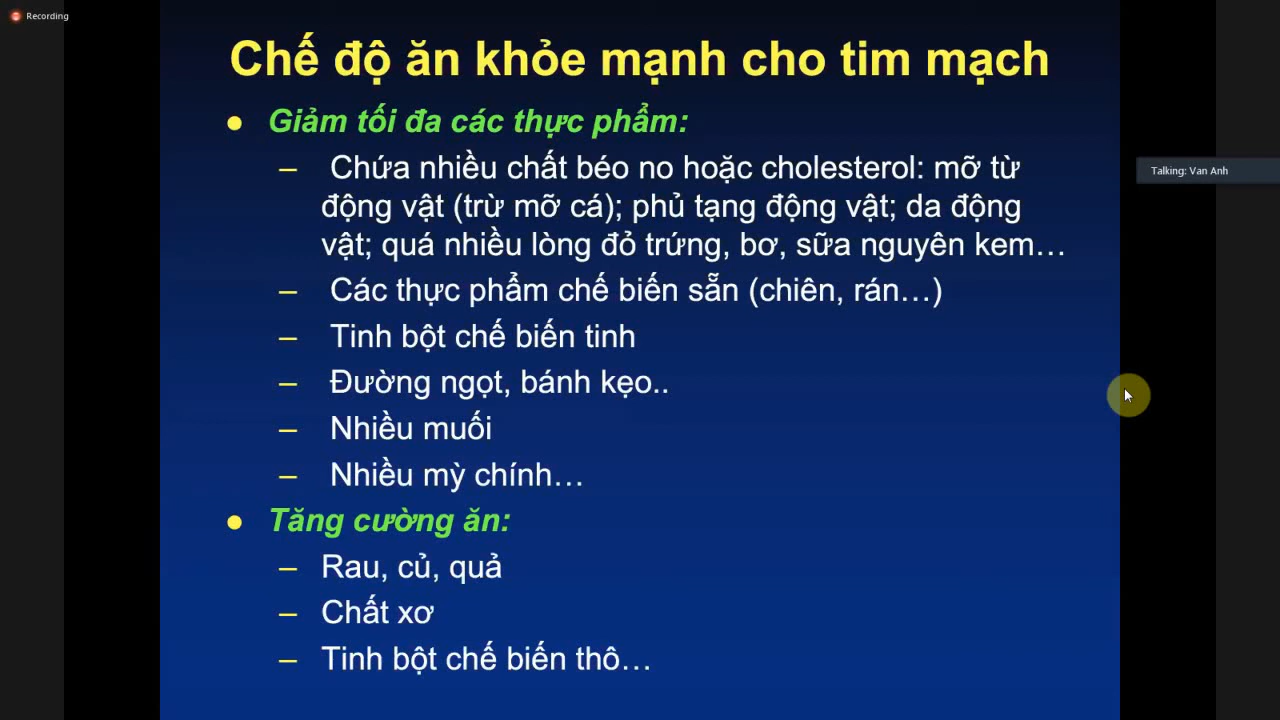 Recording
Chế độ ăn khỏe mạnh cho tim mạch
● Giảm tối đa các thực phẩm:
– Chứa nhiều chất béo no hoặc cholesterol: mỡ từ
động vật (trừ mỡ cá); phủ tạng động vật; da động
vật; quá nhiều lòng đỏ trứng, bơ, sữa nguyên kem…
– Các thực phẩm chế biến sẵn (chiên, rán…)
– Tinh bột chế biến tinh
– Đường ngọt, bánh kẹo..
– Nhiều muối
– Nhiều mỳ chính…
● Tăng cường ăn:
– Rau, củ, quả
– Chất xơ
– Tinh bột chế biến thô…
Talking: Van Anh